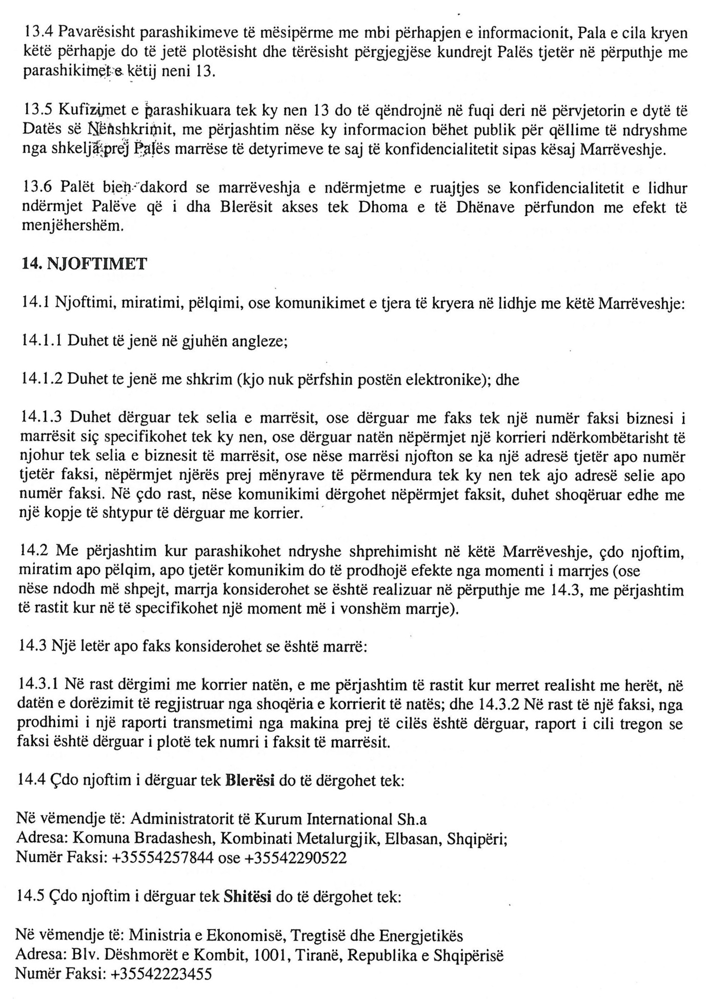 13.4 Pavarësisht parashikimeve të mësipërme me mbi përhapjen e informacionit, Pala e cila kryen
këtë përhapje do të jetë plotësisht dhe tërësisht përgjegjëse kundrejt Palës tjetër në përputhje me
parashikimet e këtij neni 13.
13.5 Kufizimet e parashikuara tek ky nen 13 do të qëndrojnë në fuqi deri në përvjetorin e dytë të
Datës së Nënshkrimit, me përjashtim nëse ky informacion bëhet publik për qëllime të ndryshme
nga shkelja prej Palës marrëse të detyrimeve te saj të konfidencialitetit sipas kësaj Marrëveshje.
13.6 Palët bien dakord se marrëveshja e ndërmjetme e ruajtjes se konfidencialitetit e lidhur
ndërmjet Palëve që i dha Blerësit akses tek Dhoma e të Dhënave përfundon me efekt të
menjëhershëm.
14. NJOFTIMET
14.1 Njoftimi, miratimi, pëlqimi, ose komunikimet e tjera të kryera në lidhje me këtë Marrëveshje:
14.1.1 Duhet të jenë në gjuhën angleze;
14.1.2 Duhet te jenë me shkrim (kjo nuk përfshin postën elektronike); dhe
14.1.3 Duhet dërguar tek selia e marrësit, ose dërguar me faks tek një numër faksi biznesi i
marrësit siç specifikohet tek ky nen, ose dërguar natën nëpërmjet një korrieri ndërkombëtarisht të
njohur tek selia e biznesit të marrësit, ose nëse marrësi njofton se ka një adresë tjetër apo numër
tjetër faksi, nëpërmjet njërës prej mënyrave të përmendura tek ky nen tek ajo adresë selie apo
numër faksi. Në çdo rast, nëse komunikimi dërgohet nëpërmjet faksit, duhet shoqëruar edhe me
një kopje të shtypur të dërguar me korrier.
14.2 Me përjashtim kur parashikohet ndryshe shprehimisht në këtë Marrëveshje, çdo njoftim,
miratim apo pëlqim, apo tjetër komunikim do të prodhojë efekte nga momenti i marrjes (ose
nëse ndodh më shpejt, marrja konsiderohet se është realizuar në përputhje me 14.3, me përjashtim
të rastit kur në të specifikohet një moment më i vonshëm marrje).
14.3 Një letër apo faks konsiderohet se është marrë:
14.3.1 Në rast dërgimi me korrier natën, e me përjashtim të rastit kur merret realisht me herët, në
datën e dorëzimit të regjistruar nga shoqëria e korrierit të natës; dhe 14.3.2 Në rast të një faksi, nga
prodhimi i një raporti transmetimi nga makina prej të cilës është dërguar, raport i cili tregon se
faksi është dërguar i plotë tek numri i faksit të marrësit.
14.4 Çdo njoftim i dërguar tek Blerësi do të dërgohet tek:
Në vëmendje të: Administratorit të Kurum International Sh.a
Adresa: Komuna Bradashesh, Kombinati Metalurgjik, Elbasan, Shqipëri;
Numër Faksi: +35554257844 ose +35542290522
14.5 Çdo njoftim i dërguar tek Shitësi do të dërgohet tek:
Në vëmendje të: Ministria e Ekonomisë, Tregtisë dhe Energjetikës
Adresa: Blv. Dëshmorët e Kombit, 1001, Tiranë, Republika e Shqipërisë
Numër Faksi: +35542223455